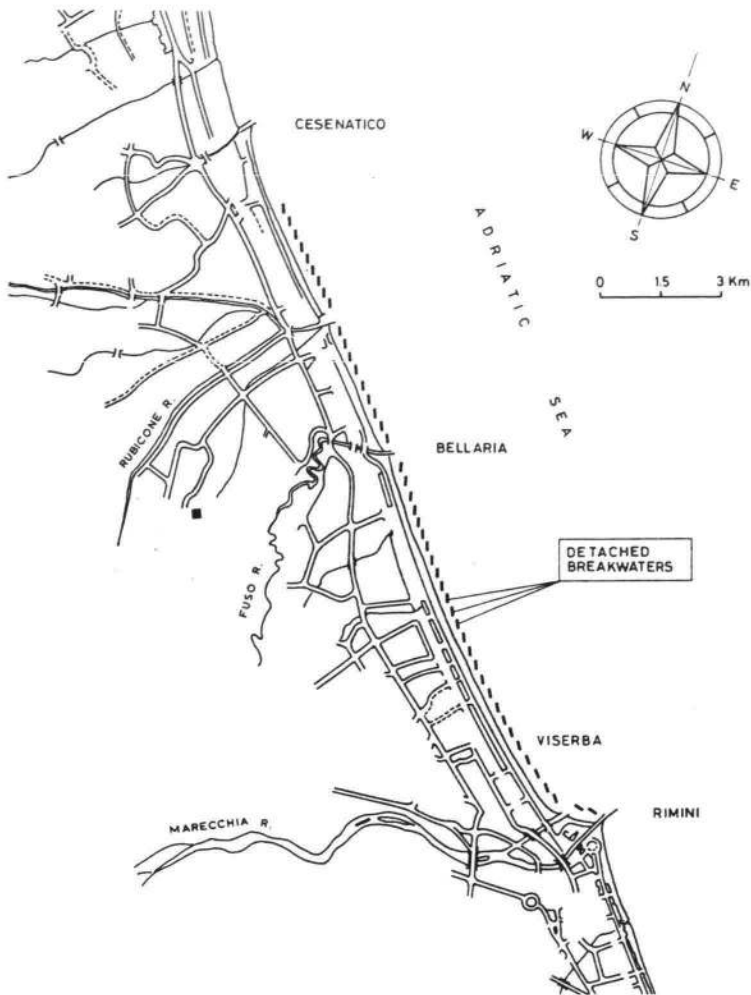 CESENATICO
N
W
E
S
ADRIATIC
SEA
0 1.5 3 Km
RUBICONE R.
BELLARIA
FUSO R.
DETACHED
BREAKWATERS
VISERBA
RIMINI
MARECCHIA R.